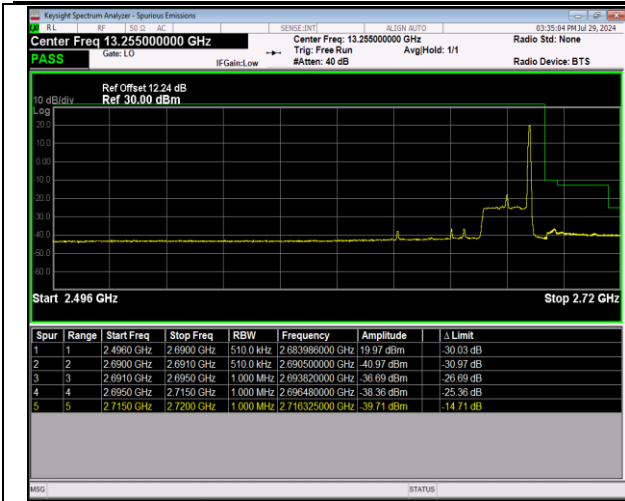 Keysight Spectrum Analyzer - Spurious Emissions
RL RF 50 Ω AC SENSE:INT ALIGN AUTO 03:35:04 PM Jul 29, 2024
Center Freq 13.255000000 GHz Center Freq: 13.255000000 GHz Radio Std: None
PASS Gate: LO Trig: Free Run Avg|Hold: 1/1
IFGain:Low #Atten: 40 dB Radio Device: BTS
Ref Offset 12.24 dB
10 dB/div Ref 30.00 dBm
Log
20.0
10.0
0.00
-10.0
-20.0
-30.0
-40.0
-50.0
-60.0
Start 2.496 GHz Stop 2.72 GHz
Spur Range Start Freq Stop Freq RBW Frequency Amplitude Δ Limit
1 1 2.4960 GHz 2.6900 GHz 510.0 kHz 2.683986000 GHz 19.97 dBm -30.03 dB
2 2 2.6900 GHz 2.6910 GHz 510.0 kHz 2.690500000 GHz -40.97 dBm -30.97 dB
3 3 2.6910 GHz 2.6950 GHz 1.000 MHz 2.693820000 GHz -36.69 dBm -26.69 dB
4 4 2.6950 GHz 2.7150 GHz 1.000 MHz 2.696480000 GHz -38.36 dBm -25.36 dB
5 5 2.7150 GHz 2.7200 GHz 1.000 MHz 2.716325000 GHz -39.71 dBm -14.71 dB
MSG STATUS